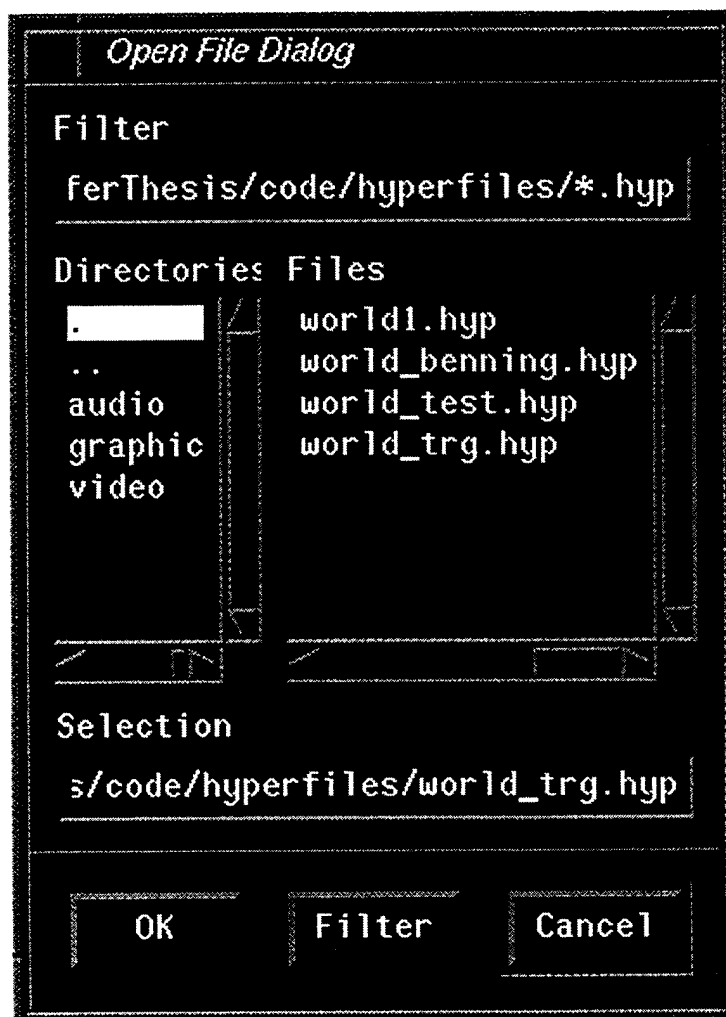 Open File Dialog
Filter
ferThesis/code/hyperfiles/*.hyp
Directories
.
..
audio
graphic
video
Files
world1.hyp
world_benning.hyp
world_test.hyp
world_trg.hyp
Selection
s/code/hyperfiles/world_trg.hyp
OK Filter Cancel